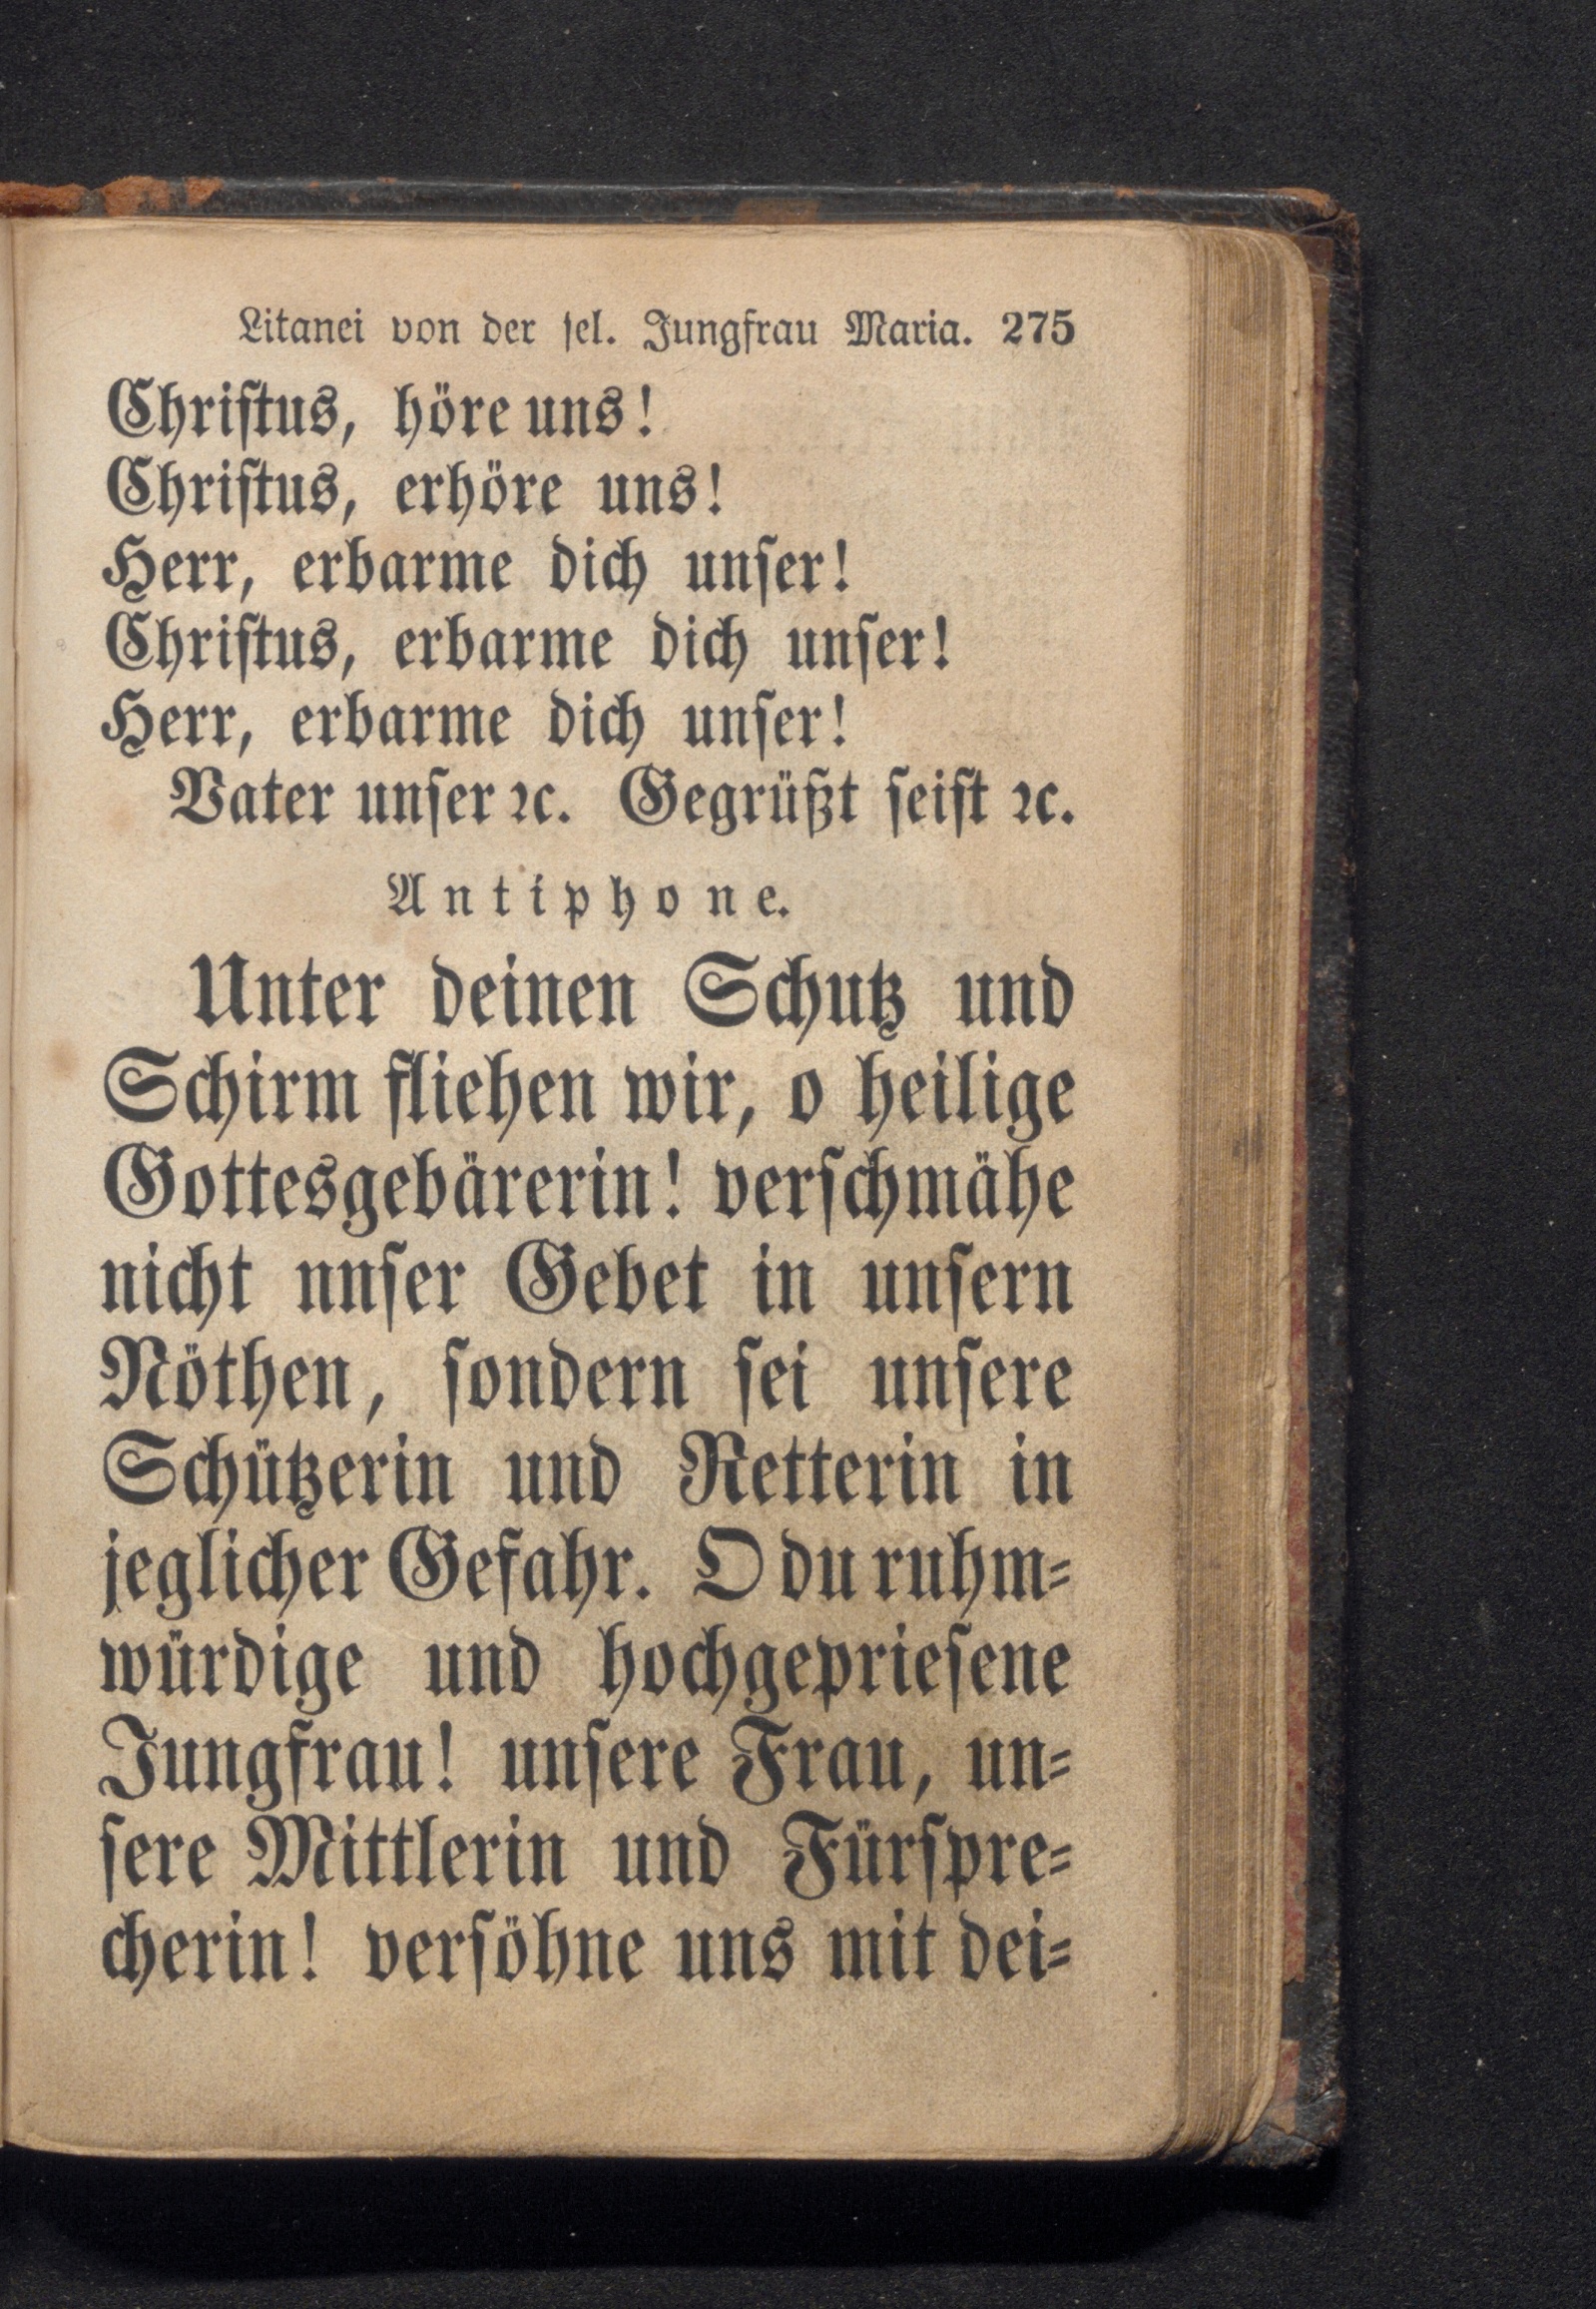 Litanei von der sel. Jungfrau Maria. 275
Christus, höre uns!
Christus, erhöre uns!
Herr, erbarme dich unser!
Christus, erbarme dich unser!
Herr, erbarme dich unser!
Vater unser ꝛc. Gegrüßt seist ꝛc.
Antiphone.
Unter deinen Schutz und
Schirm fliehen wir, o heilige
Gottesgebärerin! verschmähe
nicht nnser Gebet in unsern
Nöthen, sondern sei unsere
Schützerin und Retterin in
jeglicher Gefahr. O du ruhm-
würdige und hochgepriesene
Jungfrau! unsere Frau, un-
sere Mittlerin und Fürspre-
cherin! versöhne uns mit dei-